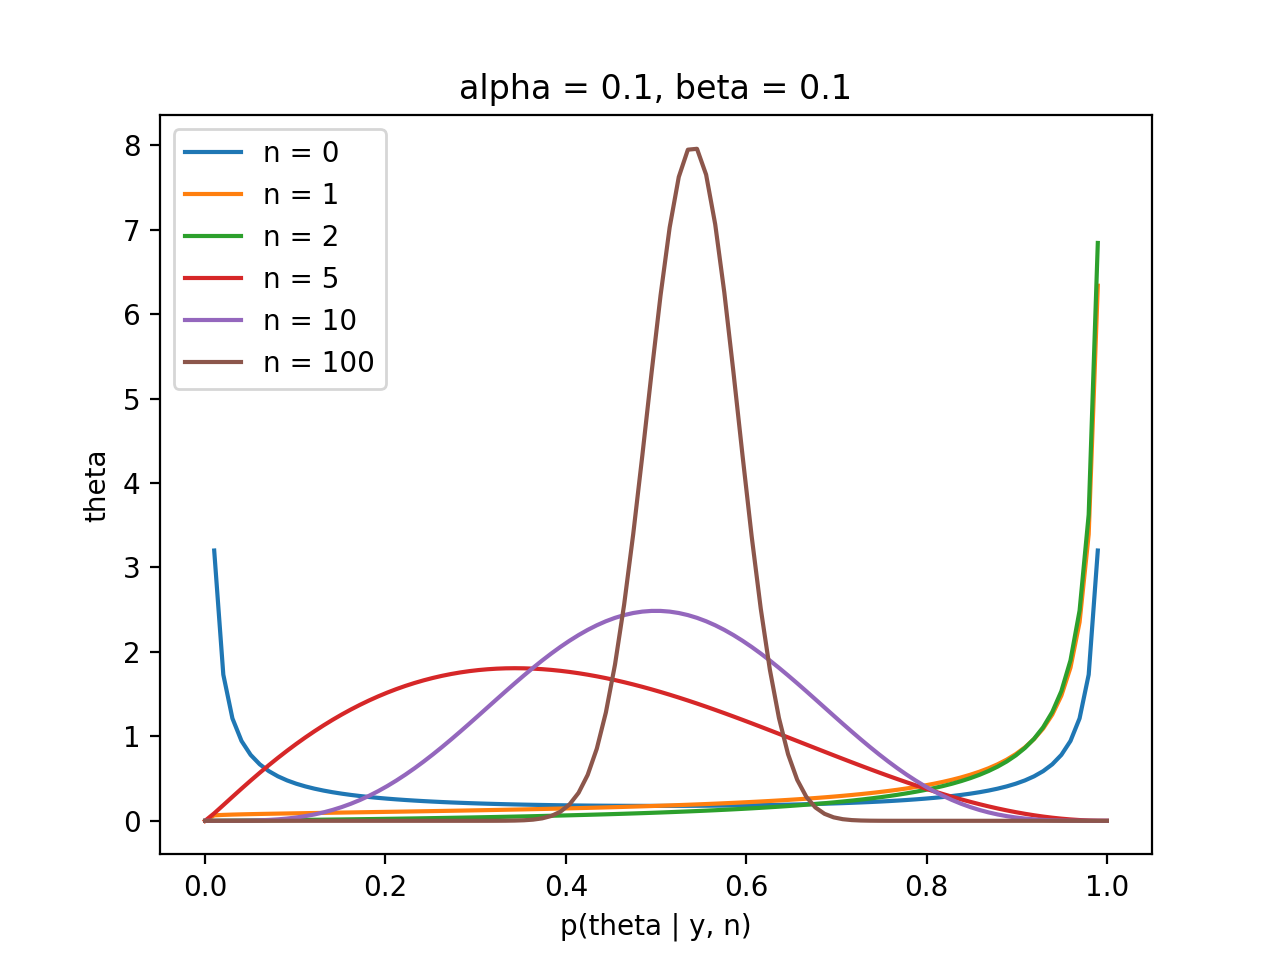 alpha = 0.1, beta = 0.1
n = 0
n = 1
n = 2
n = 5
n = 10
n = 100
8
7
6
5
4
3
2
1
0
theta
0.0 0.2 0.4 0.6 0.8 1.0
p(theta | y, n)